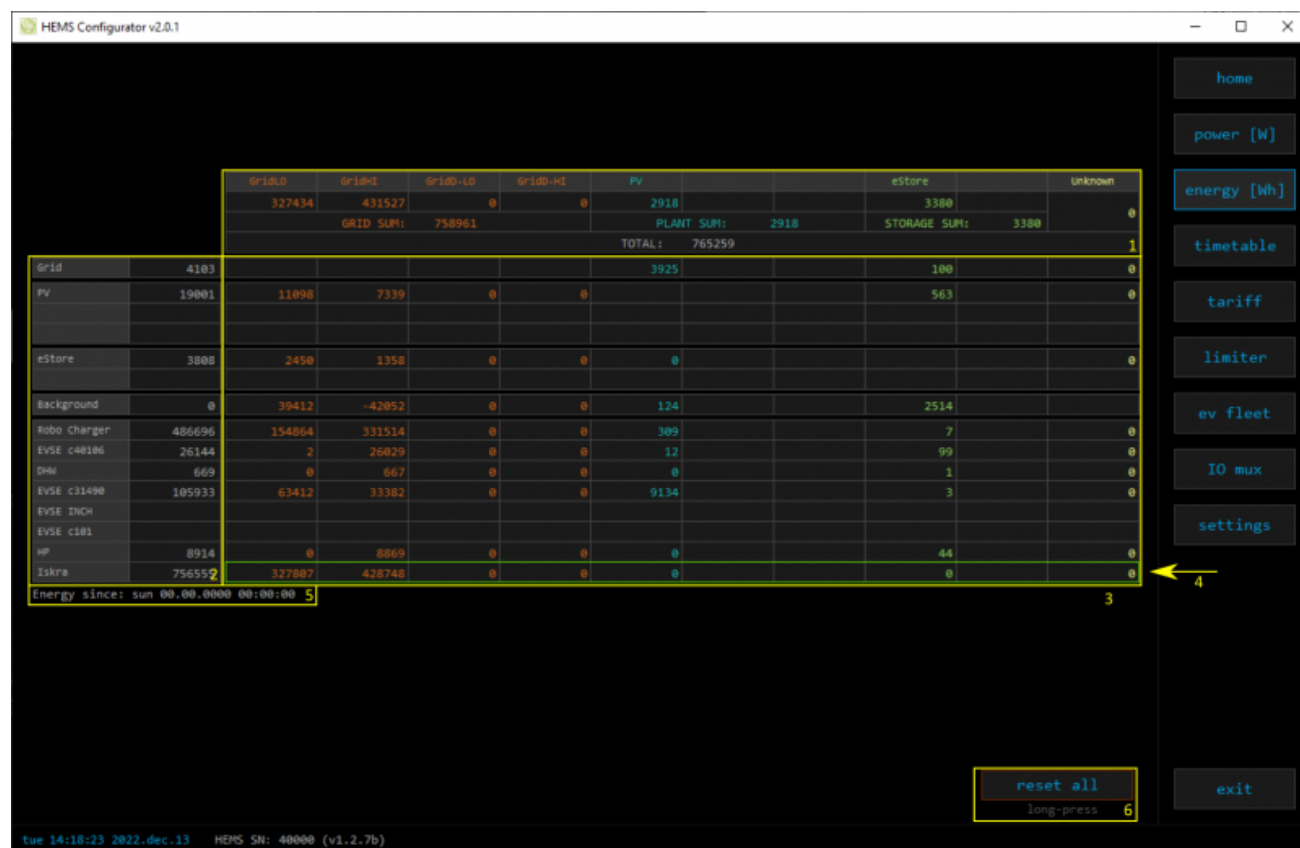 HEMS Configurator v2.0.1
home
power [W]
GridLO GridHI GridD-LO GridD-HI PV eStore Unknown
energy [Wh]
327434 431527 0 0 2918 3380 0
GRID SUM: 758961 PLANT SUM: 2918 STORAGE SUM: 3380
TOTAL: 765259 1
timetable
Grid 4103 3925 100 0
PV 19001 11098 7339 0 0 563 0
tariff
eStore 3808 2450 1358 0 0 0 0
limiter
Background 0 39412 -42052 0 0 124 2514
ev fleet
Robo Charger 486696 154864 331514 0 0 309 7 0
EVSE c40106 26144 2 26029 0 0 12 99 0
DHW 669 0 667 0 0 0 1 0
IO mux
EVSE c31490 105933 63412 33382 0 0 9134 3 0
EVSE INCH
EVSE c101
settings
HP 8914 0 8869 0 0 0 44 0
Iskra 756555 2 327807 428748 0 0 0 0 0
4
Energy since: sun 00.00.0000 00:00:00 5
3
reset all
long-press 6
exit
tue 14:18:23 2022.dec.13 HEMS SN: 40000 (v1.2.7b)